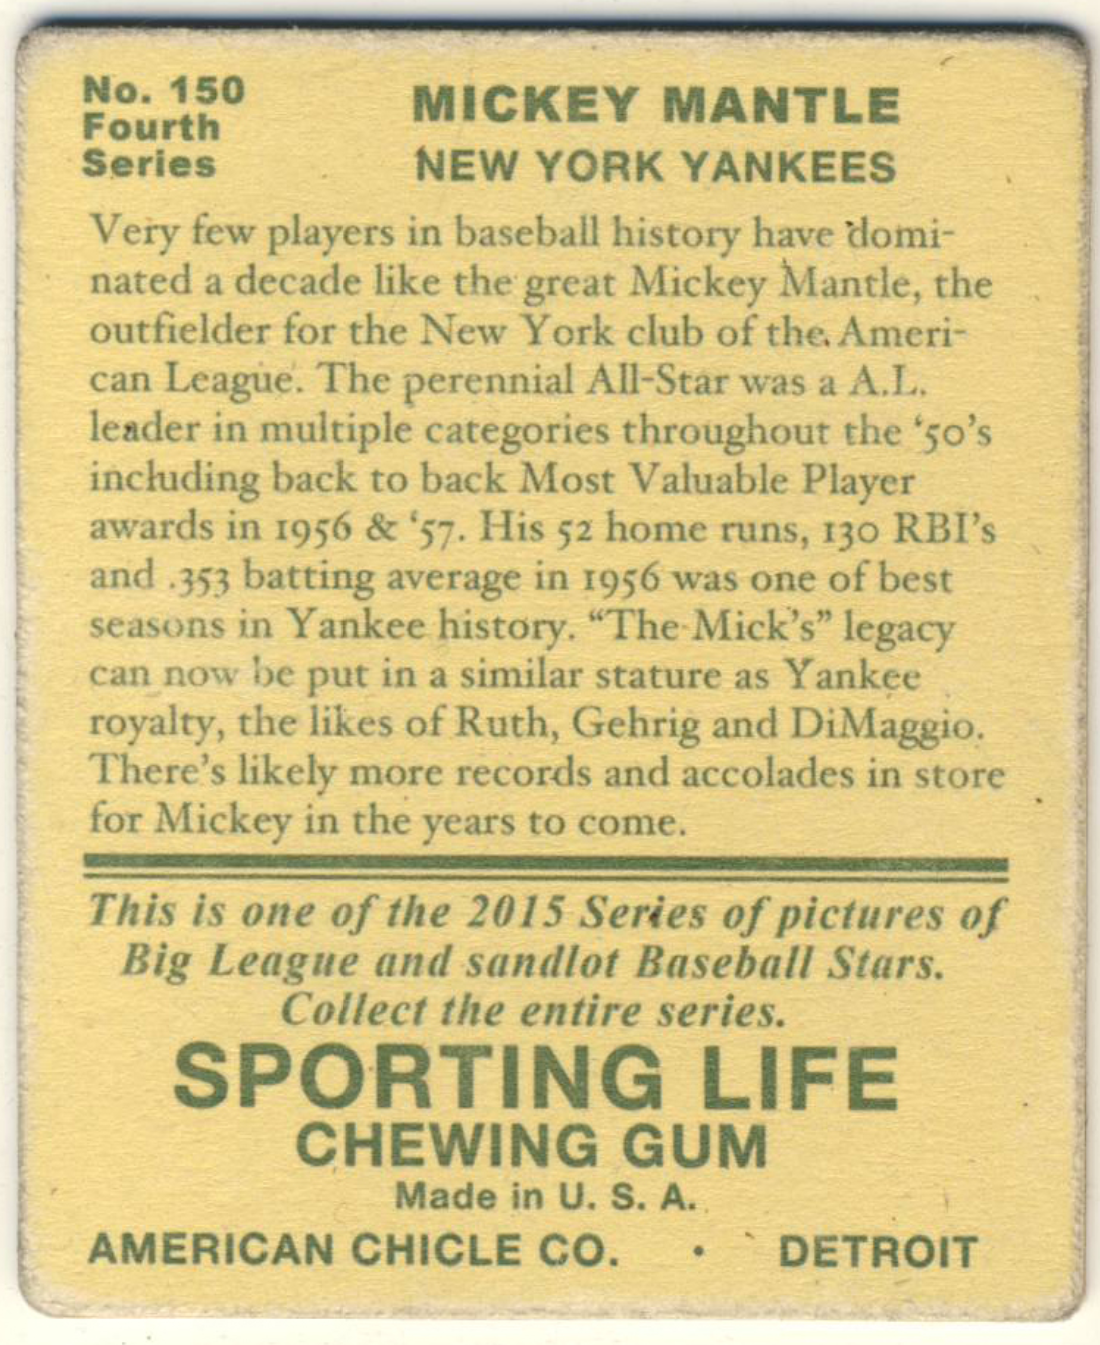 No. 150
Fourth
Series
MICKEY MANTLE
NEW YORK YANKEES
Very few players in baseball history have domi-
nated a decade like the great Mickey Mantle, the
outfielder for the New York club of the Ameri-
can League. The perennial All-Star was a A.L.
leader in multiple categories throughout the ‘50’s
including back to back Most Valuable Player
awards in 1956 & ‘57. His 52 home runs, 130 RBI’s
and .353 batting average in 1956 was one of best
seasons in Yankee history. “The Mick’s” legacy
can now be put in a similar stature as Yankee
royalty, the likes of Ruth, Gehrig and DiMaggio.
There’s likely more records and accolades in store
for Mickey in the years to come.
This is one of the 2015 Series of pictures of
Big League and sandlot Baseball Stars.
Collect the entire series.
SPORTING LIFE
CHEWING GUM
Made in U. S. A.
AMERICAN CHICLE CO. • DETROIT